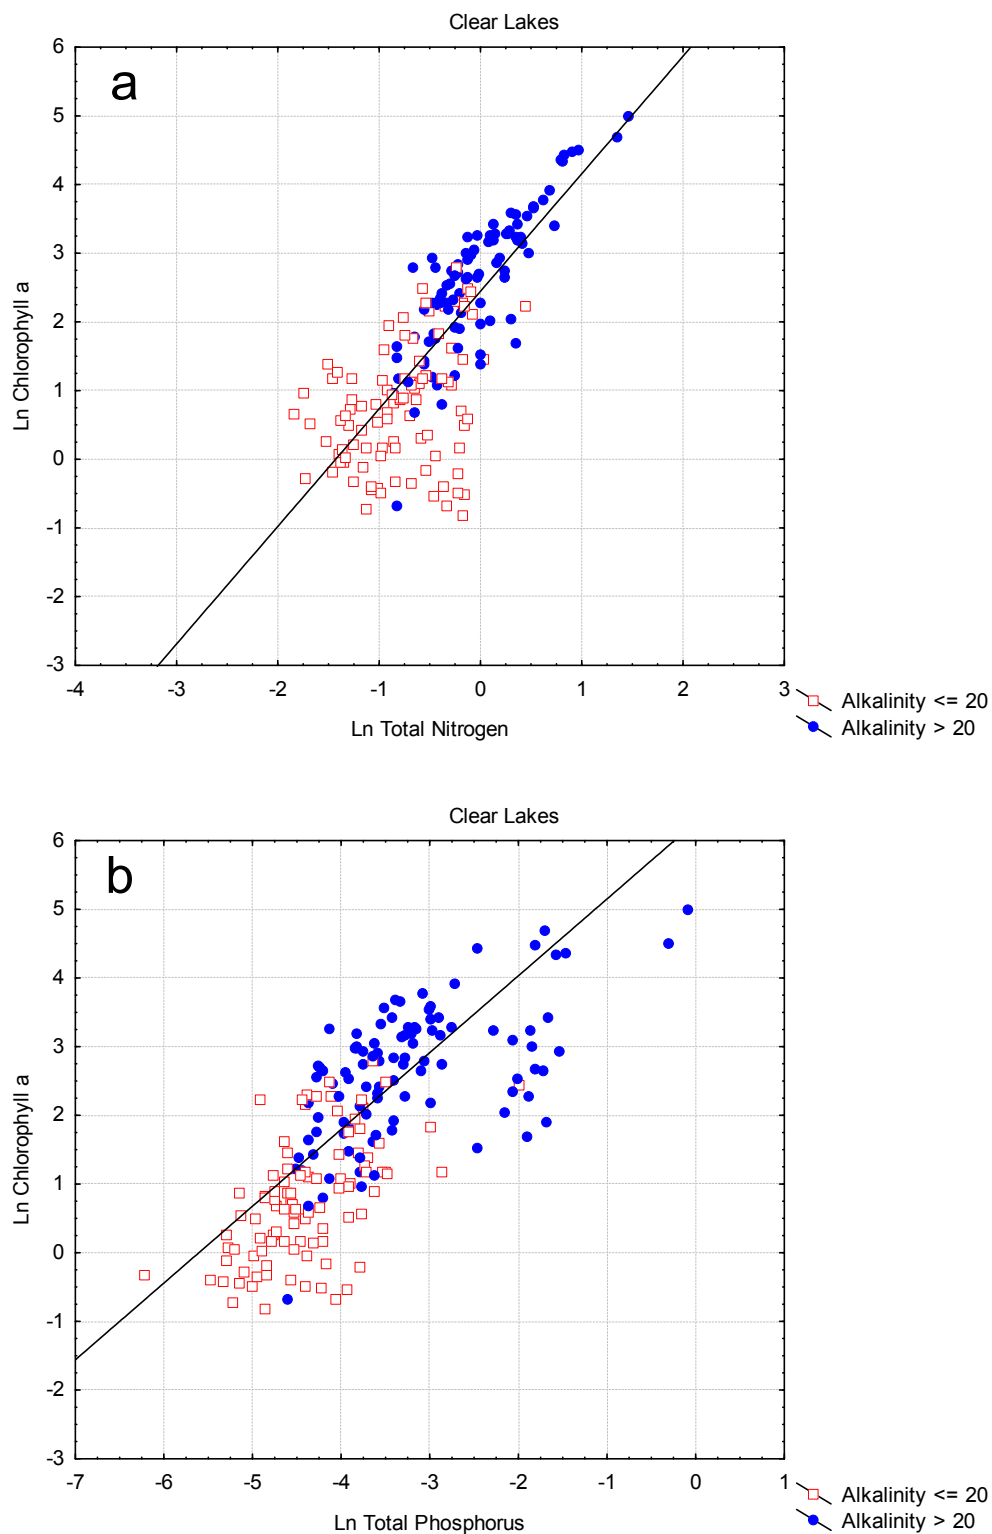 Clear Lakes
a
6
5
4
3
2
1
0
-1
-2
-3
Ln Chlorophyll a
-4 -3 -2 -1 0 1 2 3
Ln Total Nitrogen
Alkalinity <= 20
Alkalinity > 20
Clear Lakes
b
6
5
4
3
2
1
0
-1
-2
-3
Ln Chlorophyll a
-7 -6 -5 -4 -3 -2 -1 0 1
Ln Total Phosphorus
Alkalinity <= 20
Alkalinity > 20